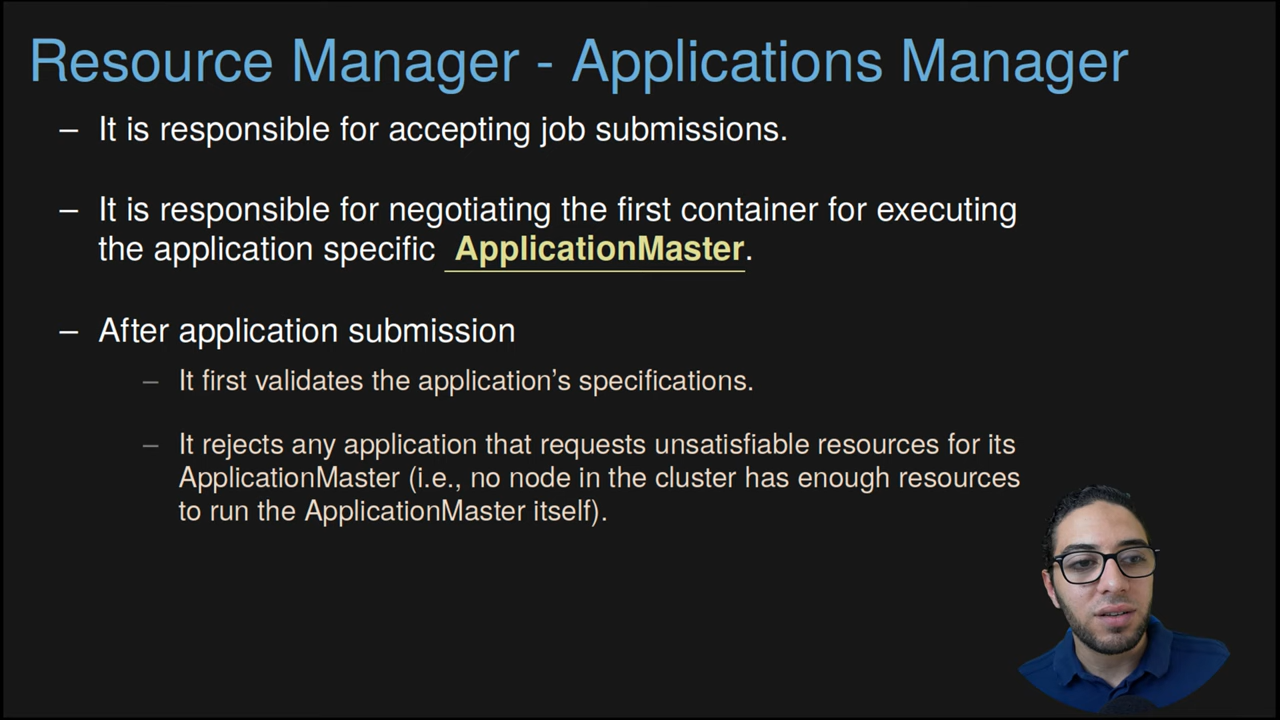 Resource Manager - Applications Manager
– It is responsible for accepting job submissions.
– It is responsible for negotiating the first container for executing
the application specific ApplicationMaster.
– After application submission
– It first validates the application’s specifications.
– It rejects any application that requests unsatisfiable resources for its
ApplicationMaster (i.e., no node in the cluster has enough resources
to run the ApplicationMaster itself).